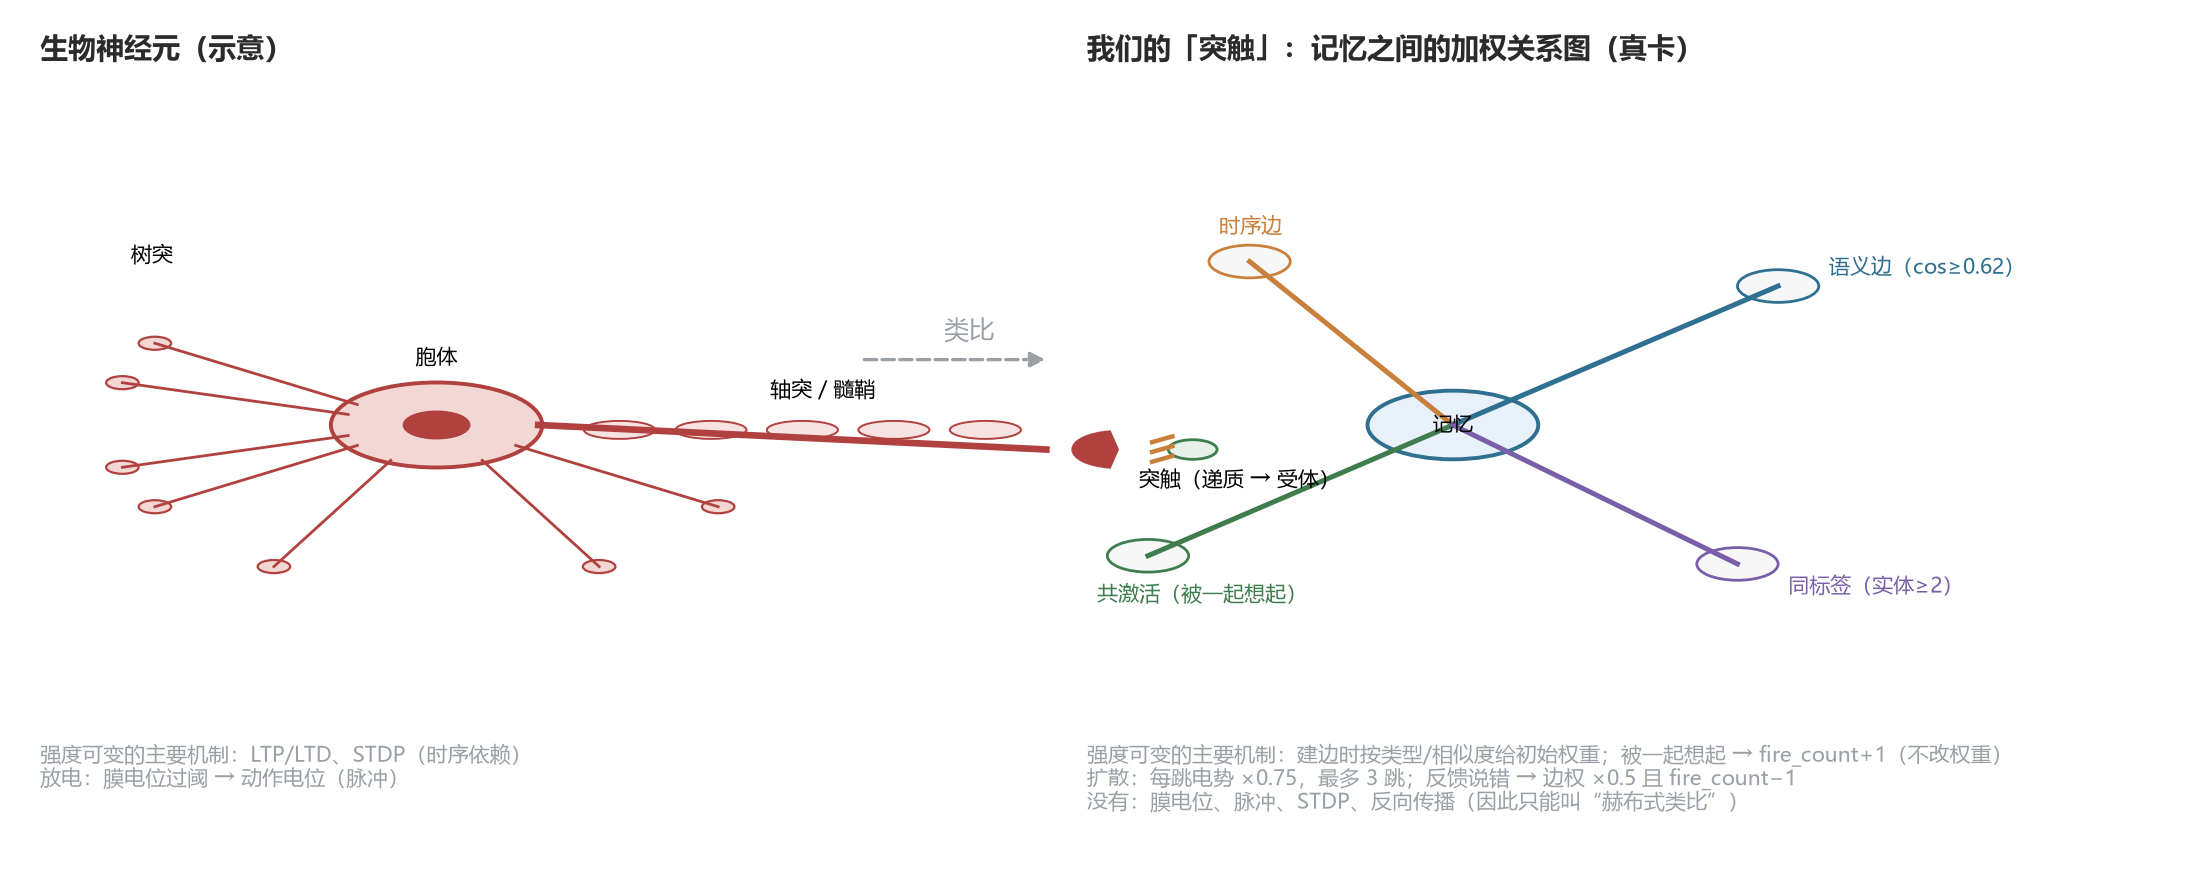 生物神经元（示意）
树突
胞体
类比
轴突 / 髓鞘
突触（递质 → 受体）
强度可变的主要机制：LTP/LTD、STDP（时序依赖）
放电：膜电位过阈 → 动作电位（脉冲）
我们的「突触」：记忆之间的加权关系图（真卡）
时序边
语义边（cos≥0.62）
记忆
共激活（被一起想起）
同标签（实体≥2）
强度可变的主要机制：建边时按类型/相似度给初始权重；被一起想起 → fire_count+1（不改权重）
扩散：每跳电势 ×0.75，最多 3 跳；反馈说错 → 边权 ×0.5 且 fire_count−1
没有：膜电位、脉冲、STDP、反向传播（因此只能叫“赫布式类比”）